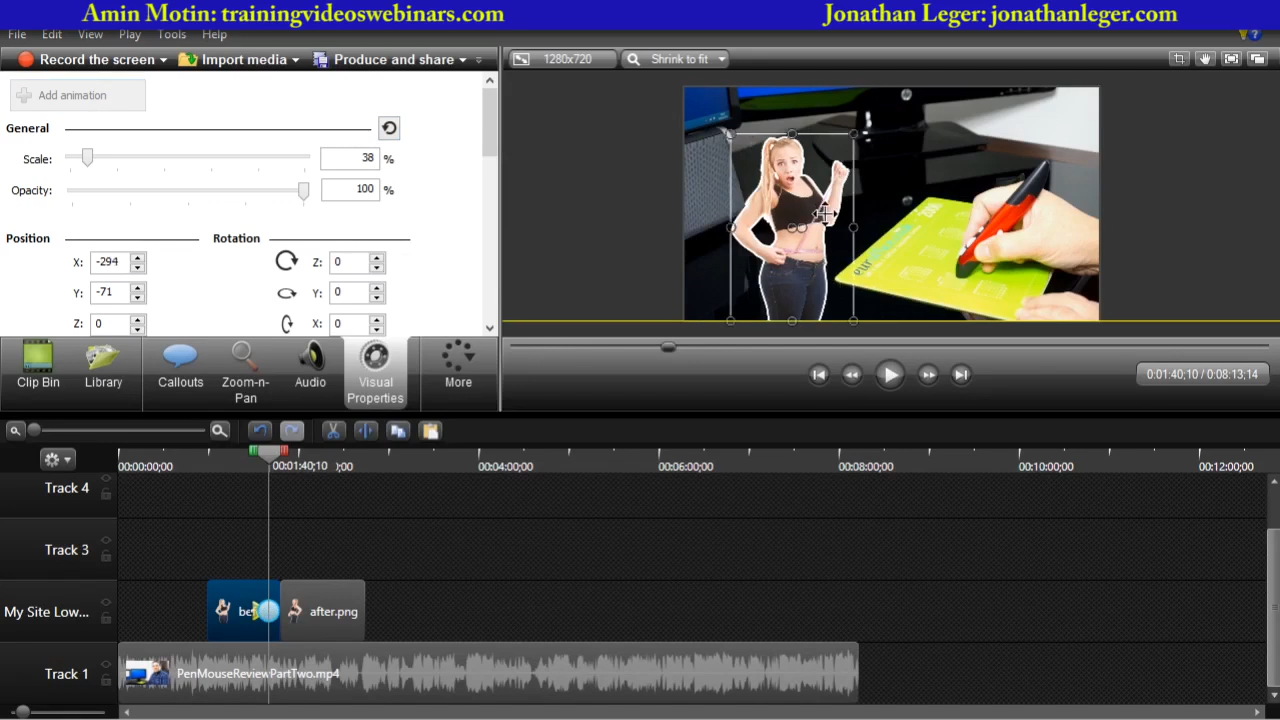 Amin Motin: trainingvideoswebinars.com
Jonathan Leger: jonathanleger.com
File Edit View Play Tools Help
Record the screen Import media Produce and share
1280x720 Shrink to fit
Add animation
General
Scale: 38 %
Opacity: 100 %
Position Rotation
X: -294 Z: 0
Y: -71 Y: 0
Z: 0 X: 0
Clip Bin Library Callouts Zoom-n-Pan Audio Visual Properties More
0:01:40,10 / 0:08:13,14
00:00:00;00 00:01:40;10 ;00 00:04:00;00 00:06:00;00 00:08:00;00 00:10:00;00 00:12:00;00
Track 4
Track 3
My Site Low... after.png
Track 1 PenMouseReviewPartTwo.mp4